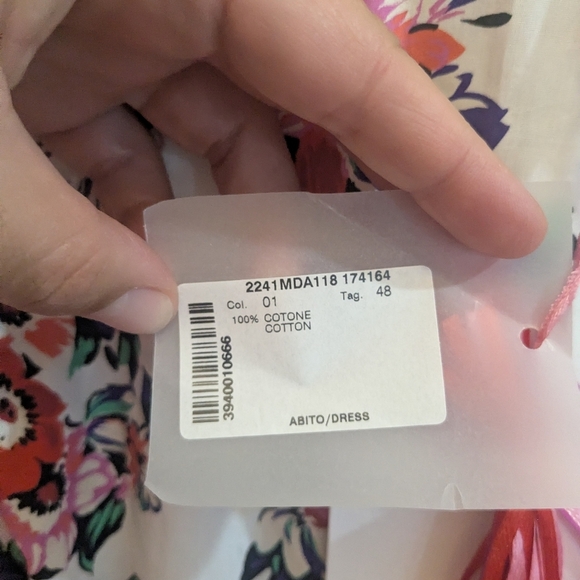 2241MDA118 174164
Col. 01 Tag. 48
100% COTONE
COTTON
3940010666
ABITO/DRESS